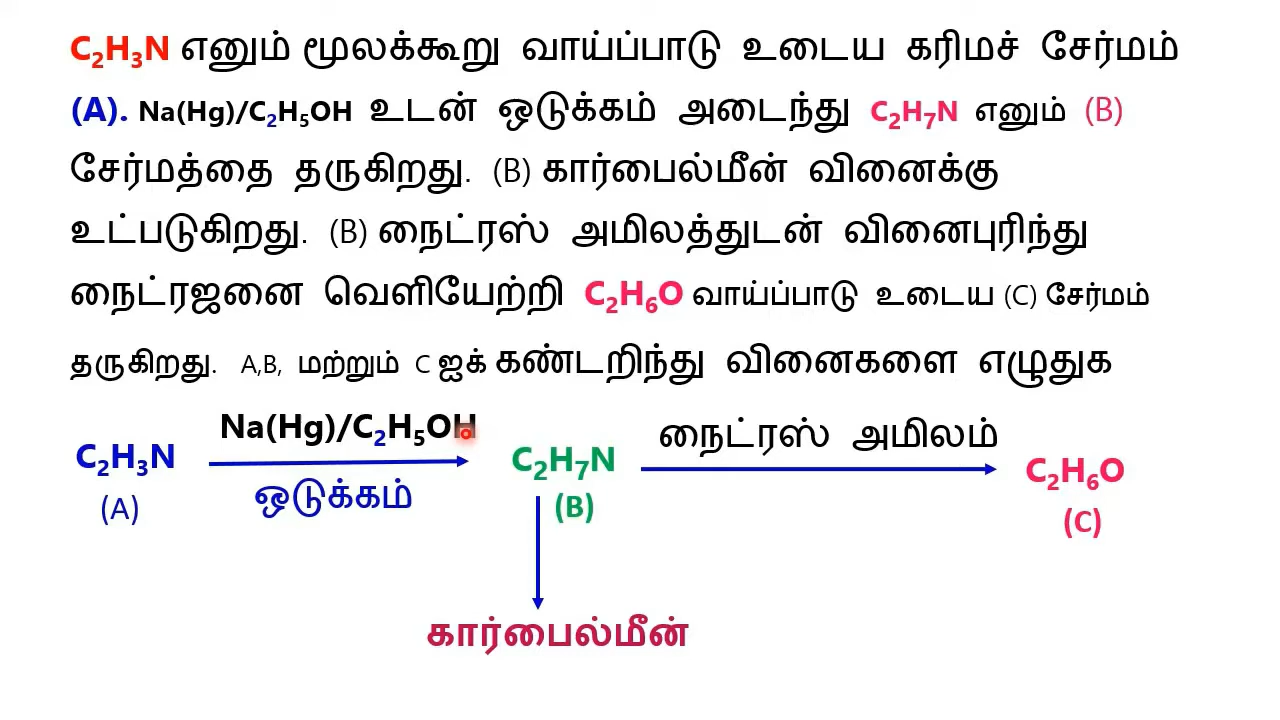 C₂H₃N எனும் மூலக்கூறு வாய்ப்பாடு உடைய கரிமச் சேர்மம்
(A). Na(Hg)/C₂H₅OH உடன் ஒடுக்கம் அடைந்து C₂H₇N எனும் (B)
சேர்மத்தை தருகிறது. (B) கார்பைல்மீன் வினைக்கு
உட்படுகிறது. (B) நைட்ரஸ் அமிலத்துடன் வினைபுரிந்து
நைட்ரஜனை வெளியேற்றி C₂H₆O வாய்ப்பாடு உடைய (C) சேர்மம்
தருகிறது. A,B, மற்றும் C ஐக் கண்டறிந்து வினைகளை எழுதுக
Na(Hg)/C₂H₅OH நைட்ரஸ் அமிலம்
C₂H₃N C₂H₇N C₂H₆O
ஒடுக்கம்
(A) (B) (C)
கார்பைல்மீன்